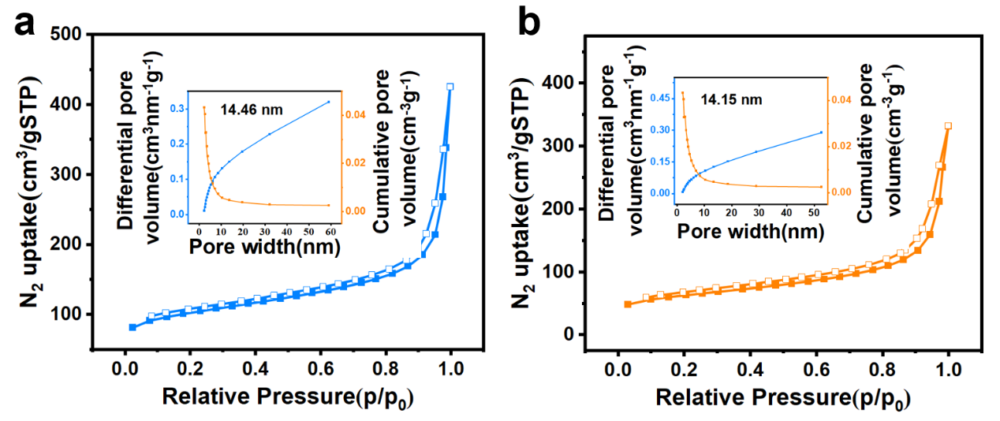 a
500
400
300
200
100
N2 uptake(cm3/gSTP)
0.0
0.2
0.4
0.6
0.8
1.0
Relative Pressure(p/p0)
Differential pore
volume(cm3nm-1g-1)
0.3
0.2
0.1
0.0
14.46 nm
0.04
0.02
0.00
0
10
20
30
40
50
60
Pore width(nm)
Cumulative pore
volume(cm-3g-1)
b
400
300
200
100
0
N2 uptake(cm3/gSTP)
0.0
0.2
0.4
0.6
0.8
1.0
Relative Pressure(p/p0)
Differential pore
volume(cm3nm-1g-1)
0.45
0.30
0.15
0.00
14.15 nm
0.04
0.02
0.00
0
10
20
30
40
50
Pore width(nm)
Cumulative pore
volume(cm-3g-1)